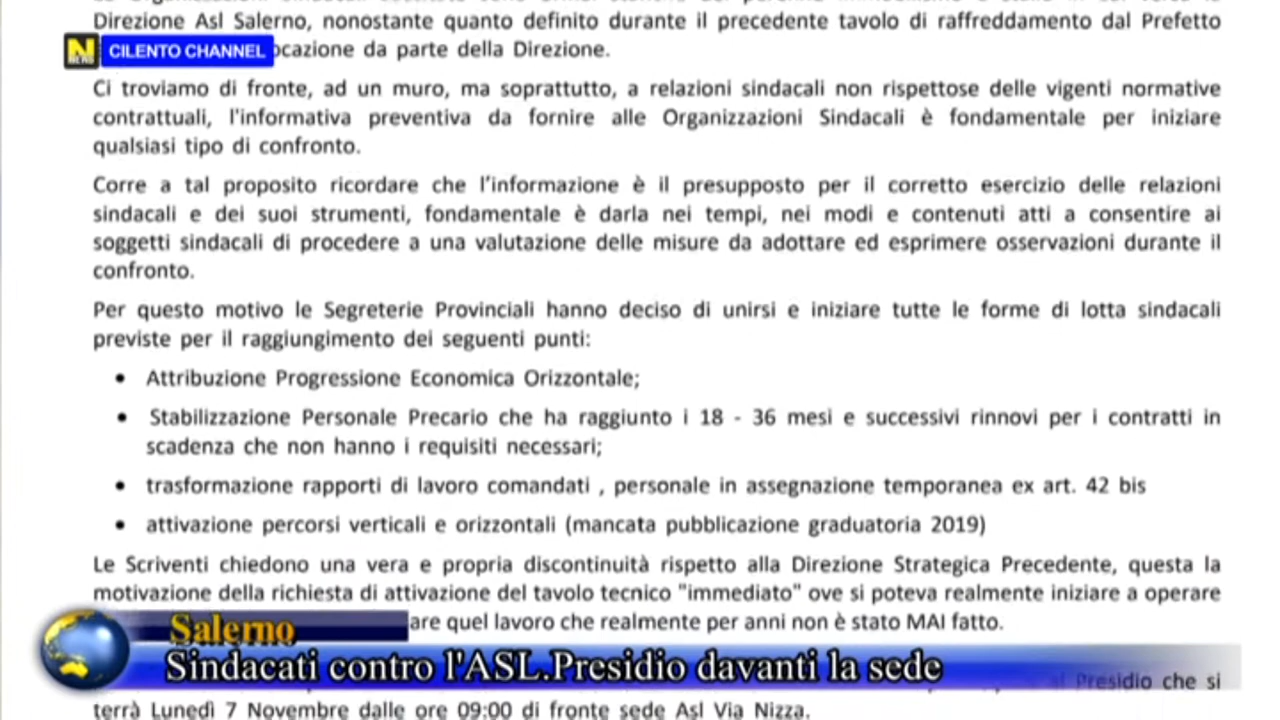 Direzione Asl Salerno, nonostante quanto definito durante il precedente tavolo di raffreddamento dal Prefetto
N NEWS CILENTO CHANNEL ocazione da parte della Direzione.
Ci troviamo di fronte, ad un muro, ma soprattutto, a relazioni sindacali non rispettose delle vigenti normative
contrattuali, l'informativa preventiva da fornire alle Organizzazioni Sindacali è fondamentale per iniziare
qualsiasi tipo di confronto.
Corre a tal proposito ricordare che l'informazione è il presupposto per il corretto esercizio delle relazioni
sindacali e dei suoi strumenti, fondamentale è darla nei tempi, nei modi e contenuti atti a consentire ai
soggetti sindacali di procedere a una valutazione delle misure da adottare ed esprimere osservazioni durante il
confronto.
Per questo motivo le Segreterie Provinciali hanno deciso di unirsi e iniziare tutte le forme di lotta sindacali
previste per il raggiungimento dei seguenti punti:
• Attribuzione Progressione Economica Orizzontale;
• Stabilizzazione Personale Precario che ha raggiunto i 18 - 36 mesi e successivi rinnovi per i contratti in
scadenza che non hanno i requisiti necessari;
• trasformazione rapporti di lavoro comandati , personale in assegnazione temporanea ex art. 42 bis
• attivazione percorsi verticali e orizzontali (mancata pubblicazione graduatoria 2019)
Le Scriventi chiedono una vera e propria discontinuità rispetto alla Direzione Strategica Precedente, questa la
motivazione della richiesta di attivazione del tavolo tecnico "immediato" ove si poteva realmente iniziare a operare
are quel lavoro che realmente per anni non è stato MAI fatto.
Salerno
Sindacati contro l'ASL.Presidio davanti la sede
Presidio che si
terrà Lunedì 7 Novembre dalle ore 09:00 di fronte sede Asl Via Nizza.